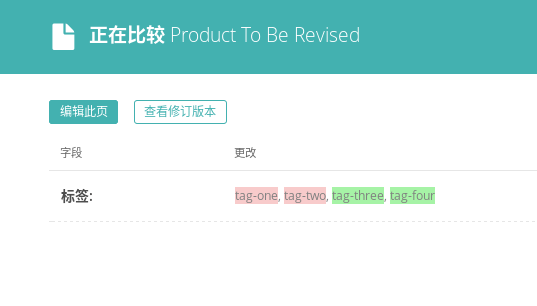 正在比较 Product To Be Revised
编辑此页 查看修订版本
字段 更改
标签: tag-one, tag-two, tag-three, tag-four